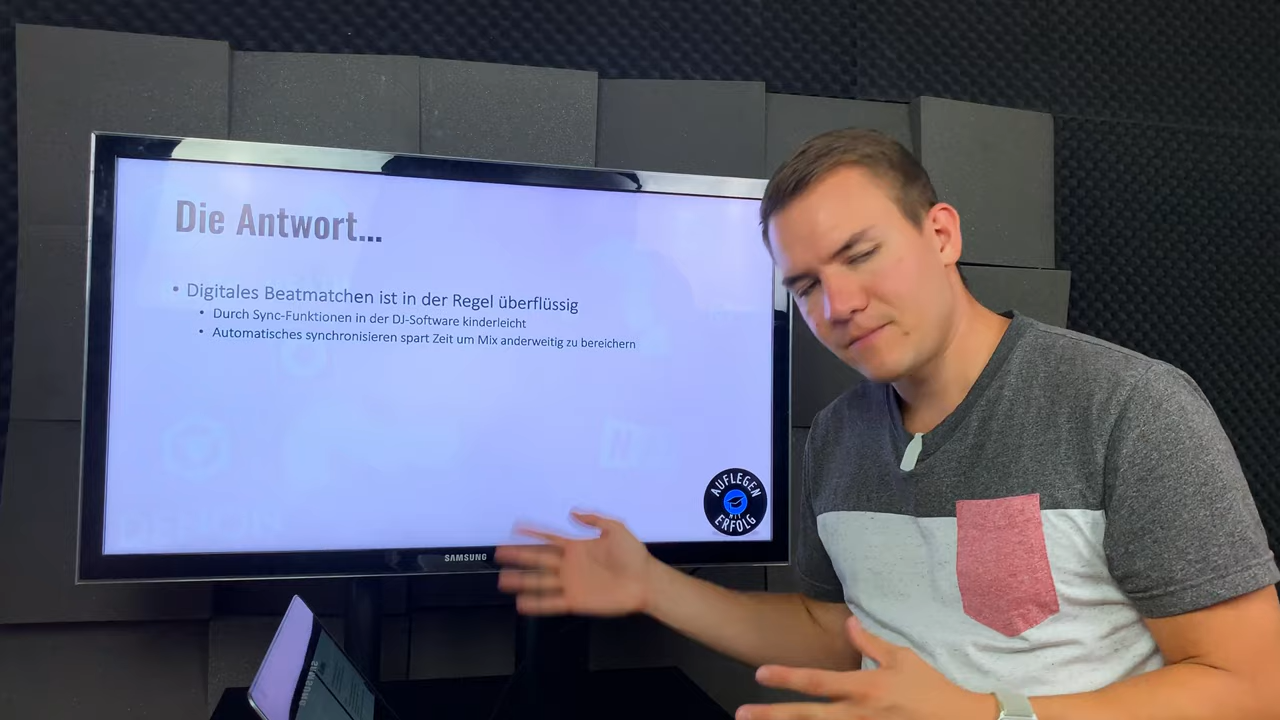 Die Antwort...
• Digitales Beatmatchen ist in der Regel überflüssig
• Durch Sync-Funktionen in der DJ-Software kinderleicht
• Automatisches synchronisieren spart Zeit um Mix anderweitig zu bereichern
AUFLEGEN
MIT
ERFOLG
SAMSUNG
SAMSUNG